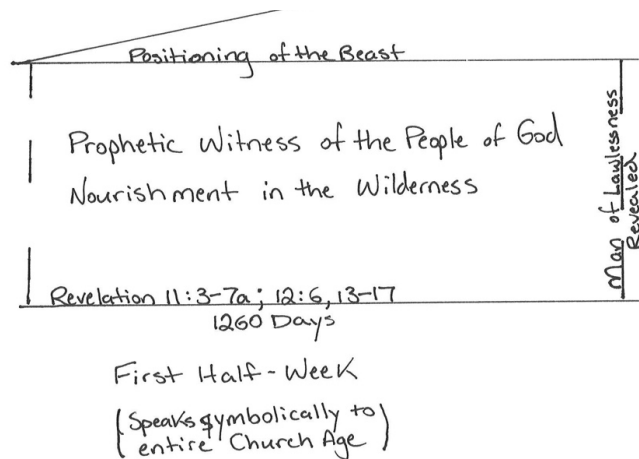 Positioning of the Beast
Prophetic Witness of the People of God
Nourishment in the Wilderness
Man of Lawlessness
Revealed
Revelation 11:3-7a; 12:6, 13-17
1260 Days
First Half-Week
(Speaks symbolically to
entire Church Age)